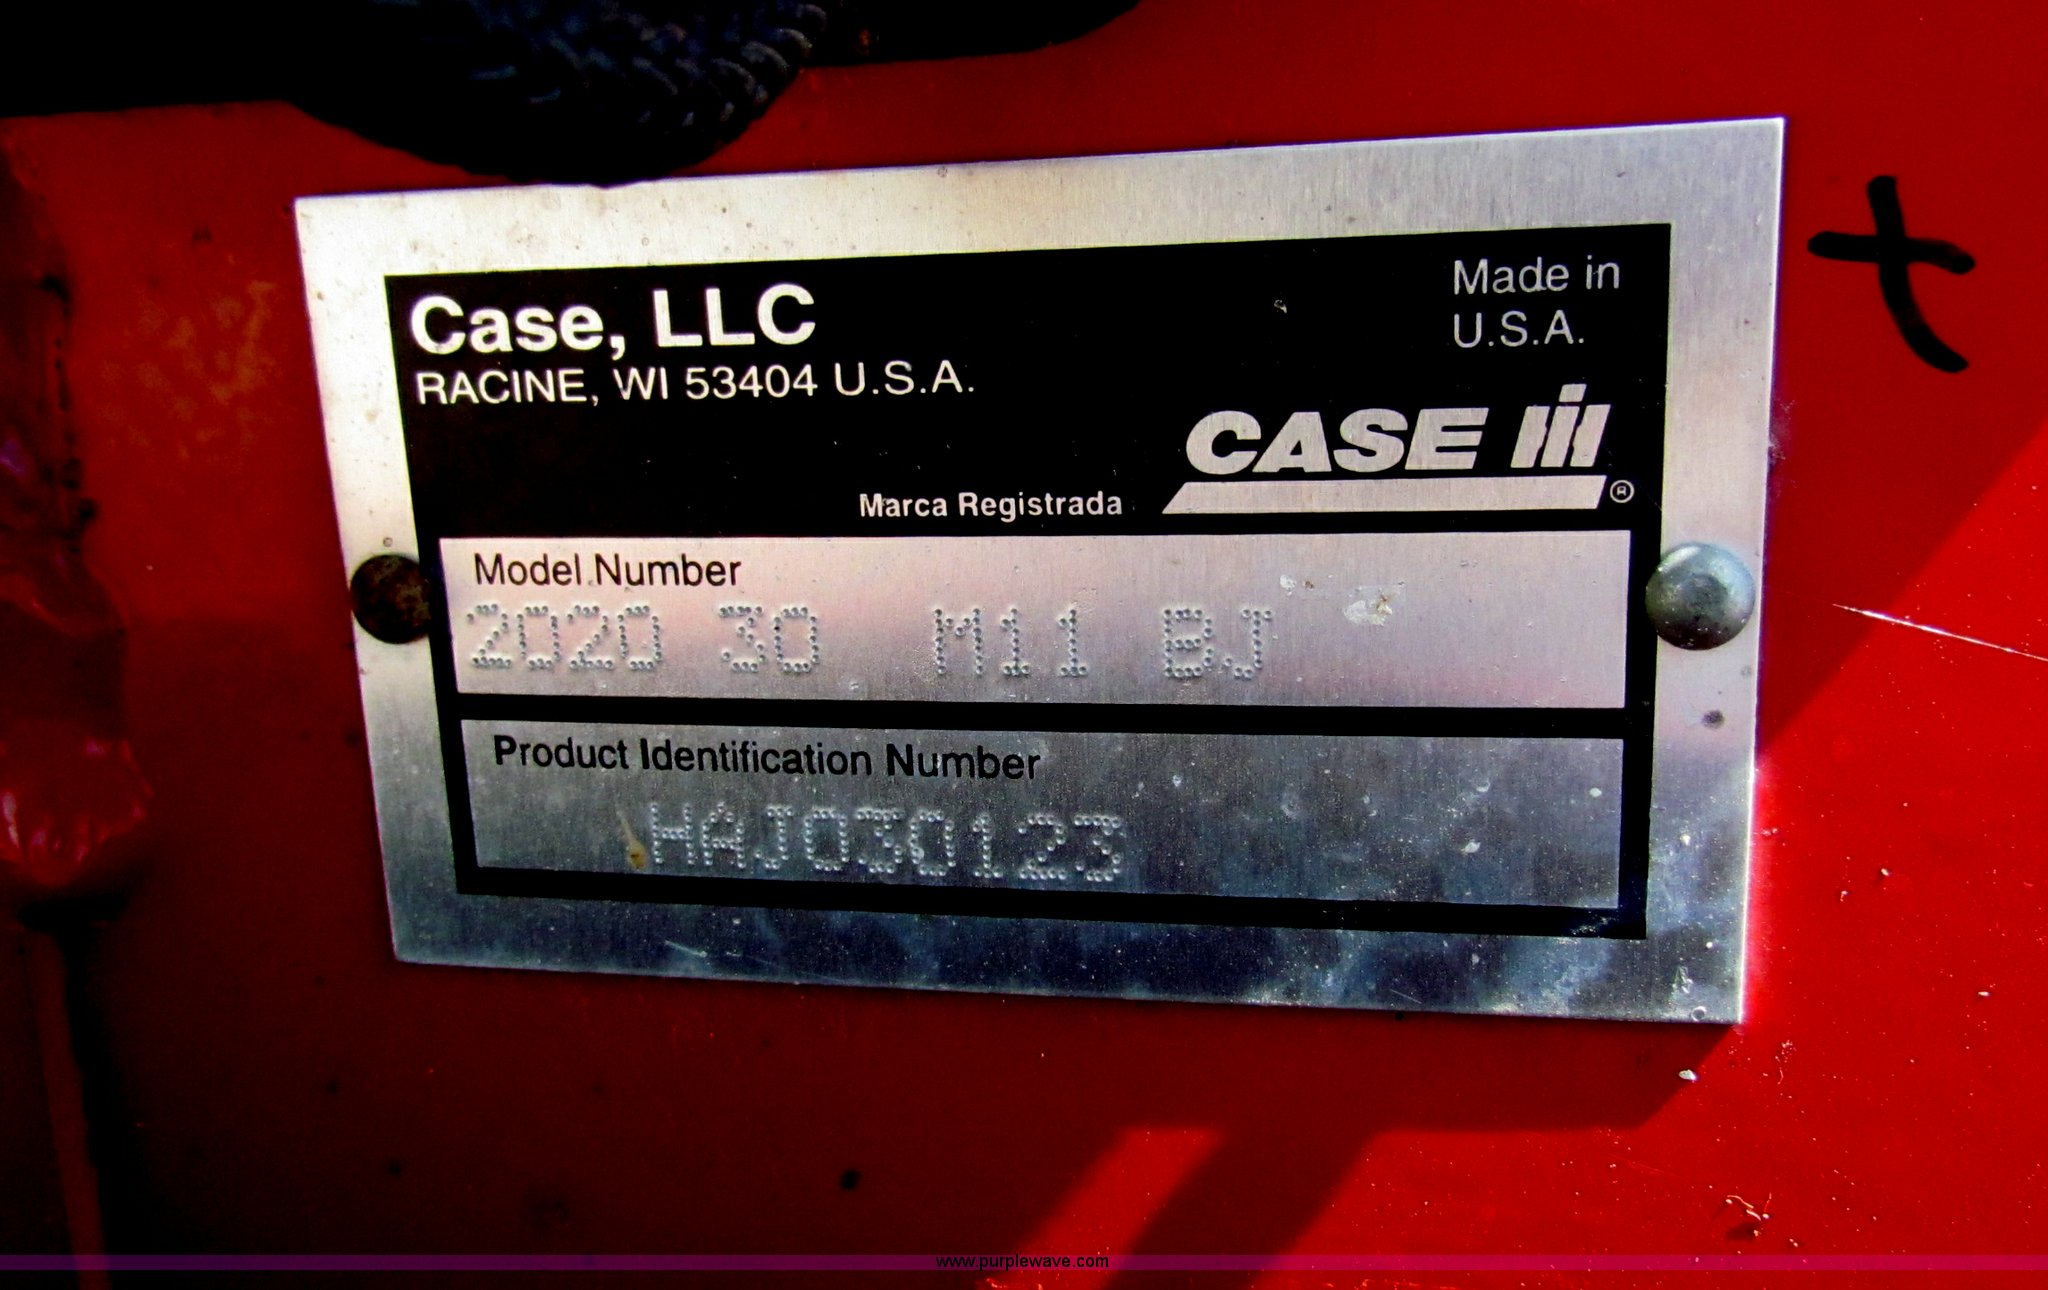 Case, LLC
RACINE, WI 53404 U.S.A.
Made in
U.S.A.
CASE IH
Marca Registrada ®
Model Number
2020 30 M11 BJ
Product Identification Number
HAJ030123
X
www.purplewave.com